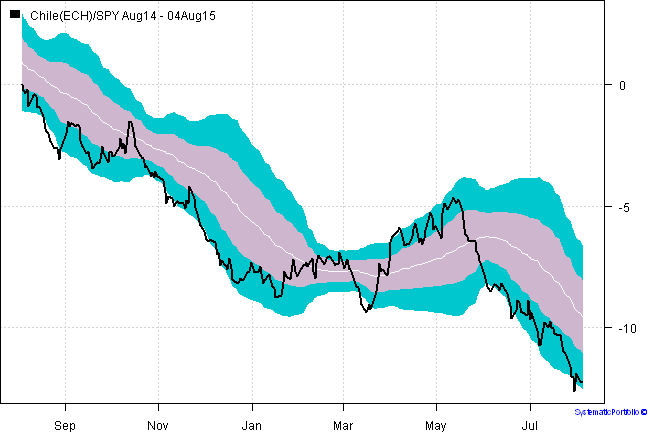 Chile(ECH)/SPY Aug14 - 04Aug15
0
-5
-10
Sep Nov Jan Mar May Jul
SystematicPortfolio ©